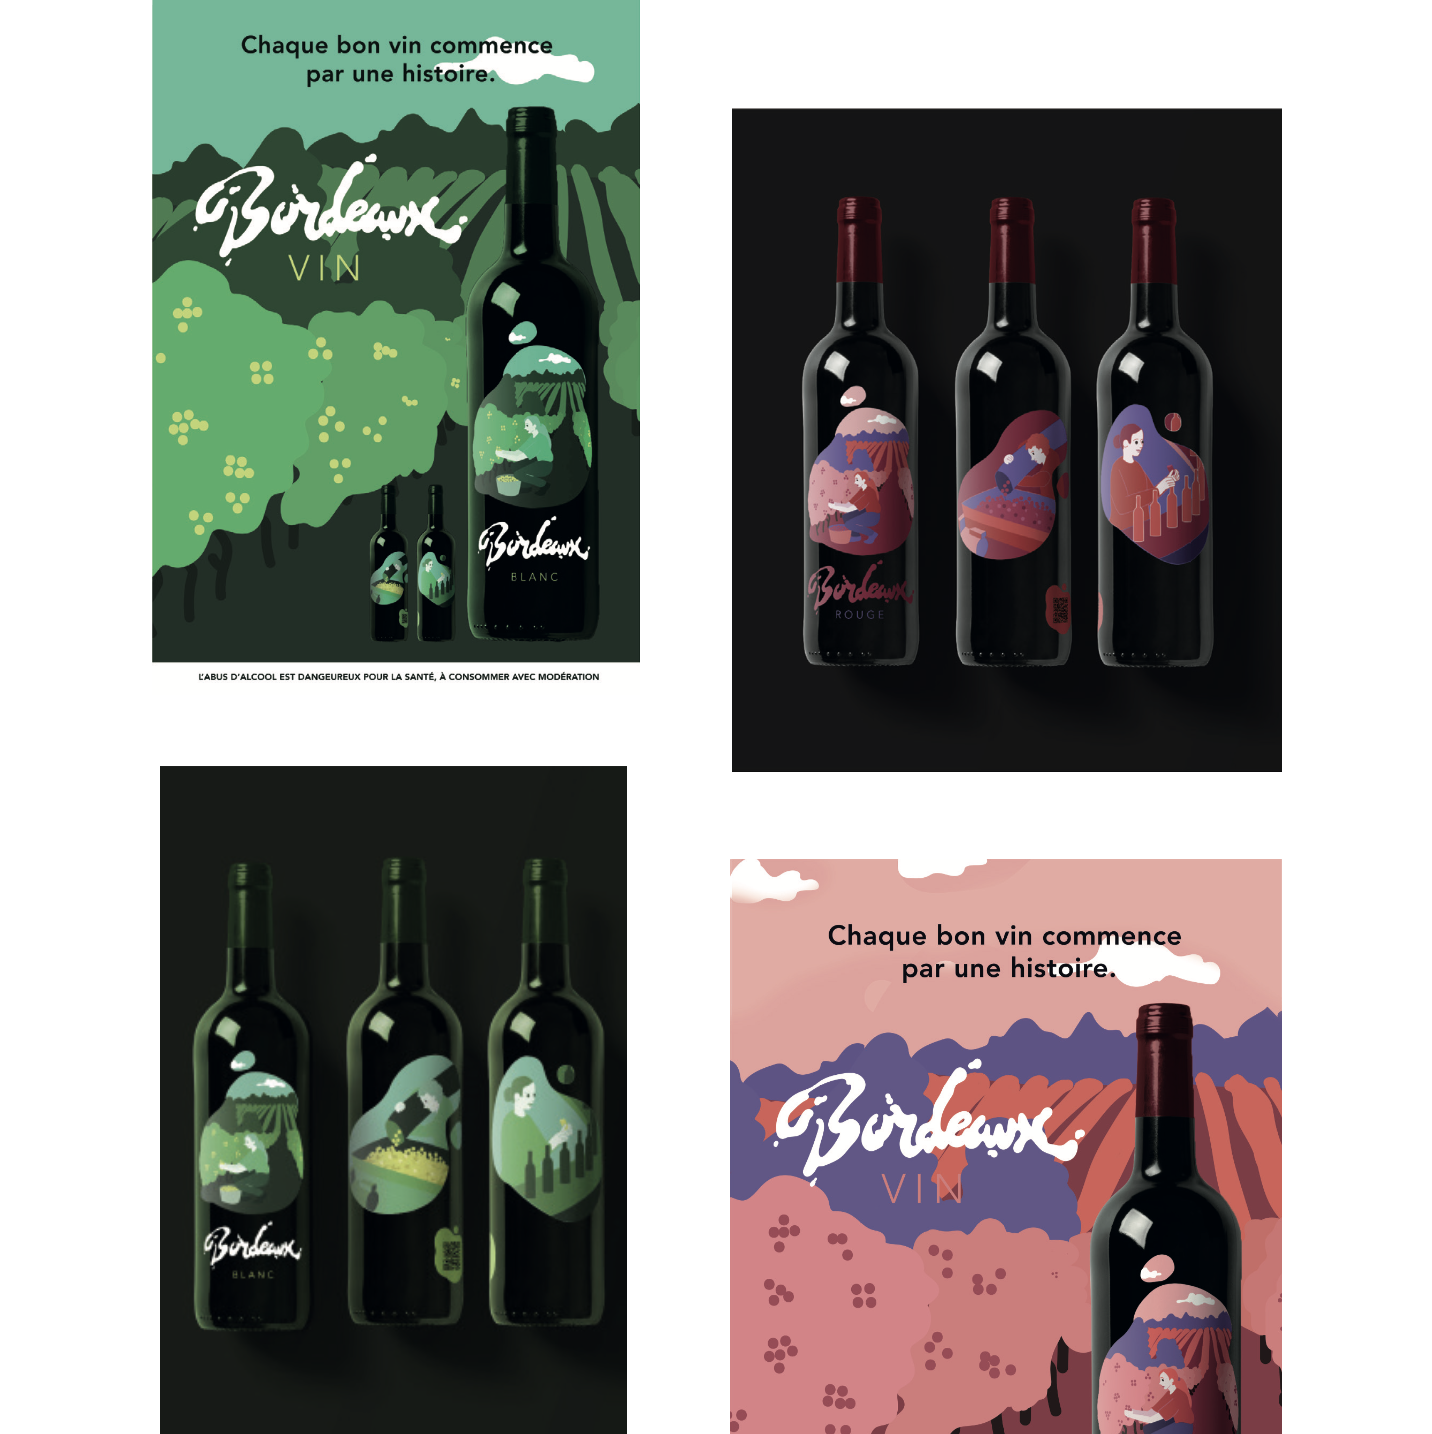 Chaque bon vin commence
par une histoire.
Bordeaux
VIN
Bordeaux
BLANC
L'ABUS D'ALCOOL EST DANGEUREUX POUR LA SANTÉ, À CONSOMMER AVEC MODÉRATION
Bordeaux
ROUGE
Bordeaux
BLANC
Chaque bon vin commence
par une histoire.
Bordeaux
VIN